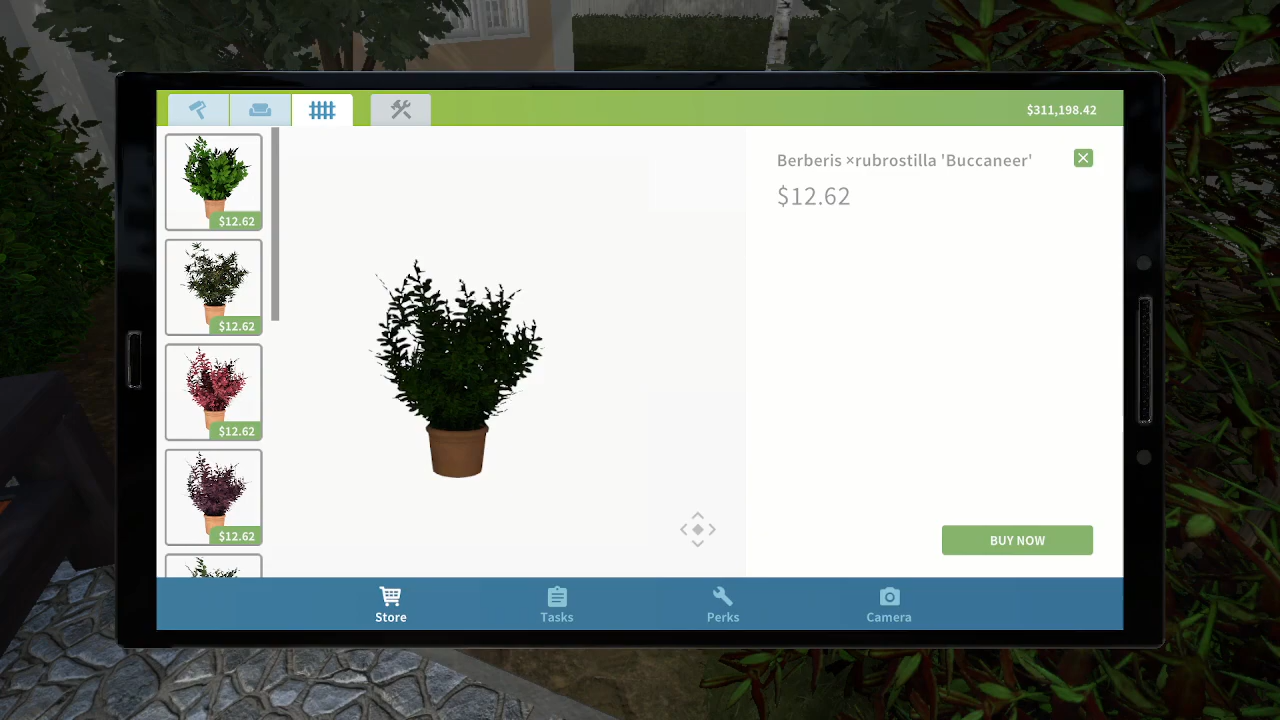 $311,198.42
$12.62
$12.62
$12.62
$12.62
Berberis ×rubrostilla 'Buccaneer'
$12.62
BUY NOW
Store
Tasks
Perks
Camera